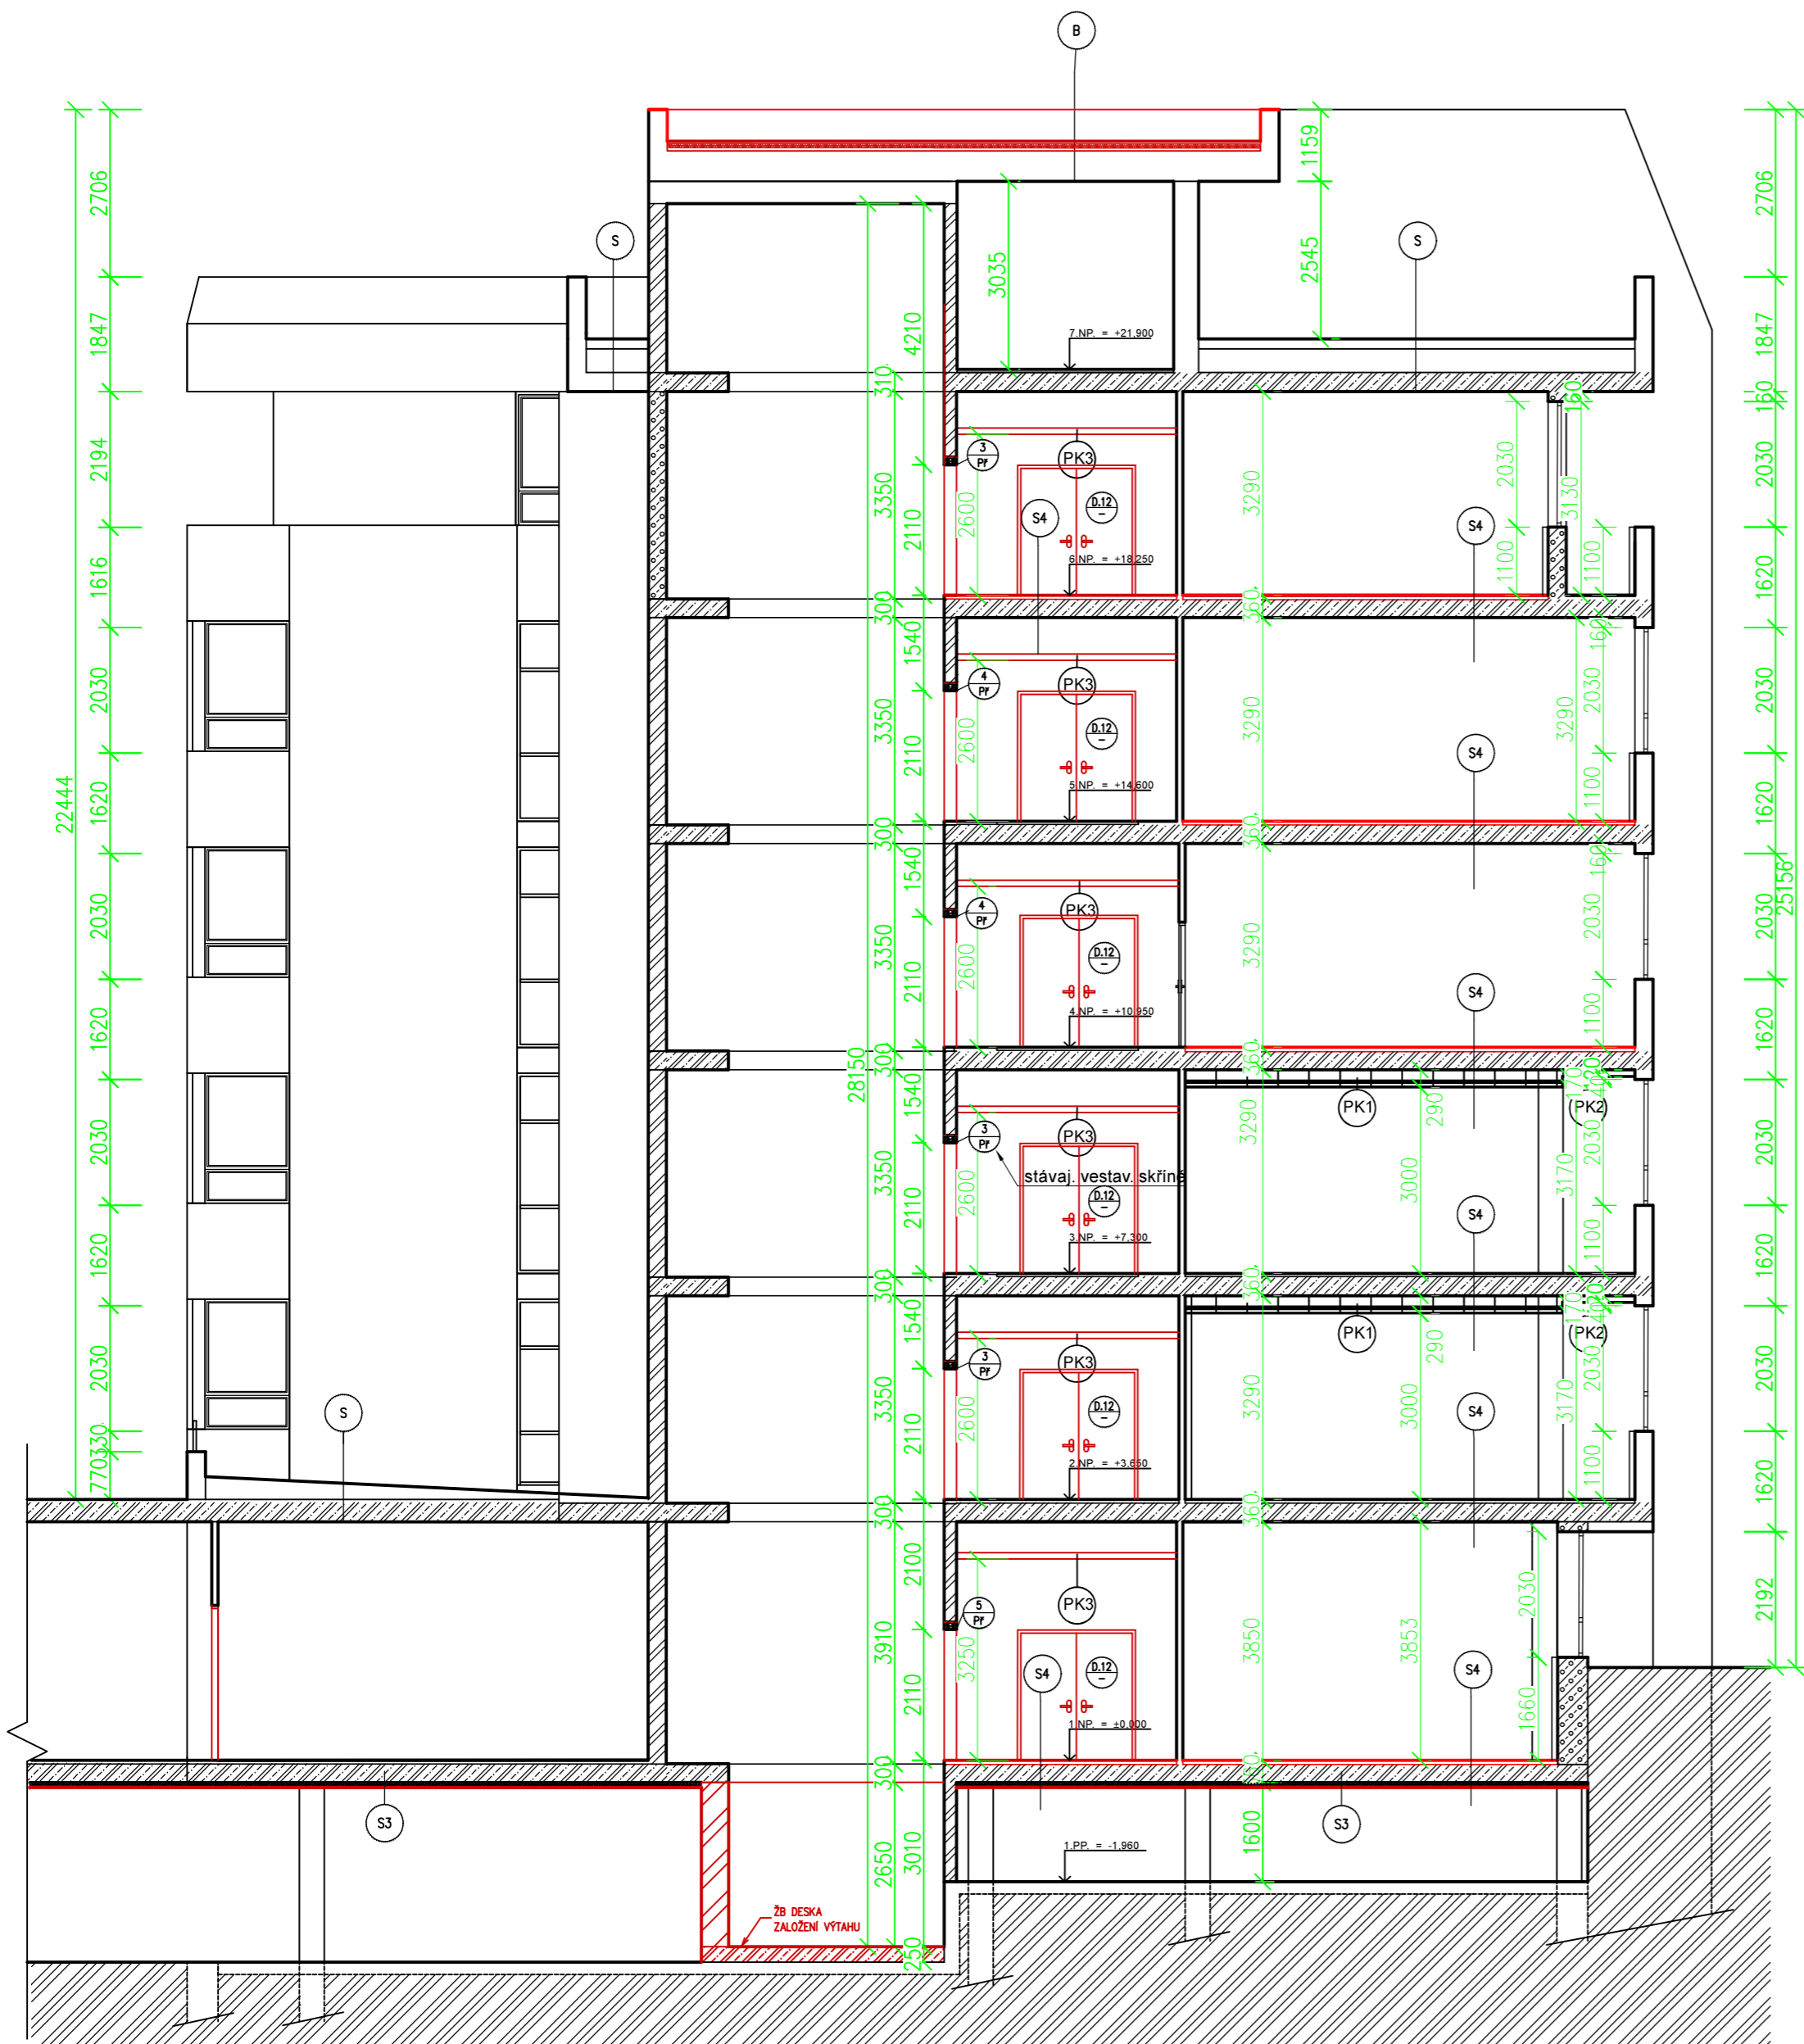 B
S
S
22444
2706
1847
2194
1616
2030
1620
2030
1620
2030
1620
2030
330
770
1159
2545
3035
7.NP. = +21,900
4210
310
3350
2110
3
Př
PK3
D.12
–
2600
S4
6.NP. = +18,250
3290
S4
2030
1100
160
3130
1100
300
1540
3350
2110
360
4
Př
PK3
D.12
–
2600
5.NP. = +14,600
3290
S4
3290
160
2030
1100
300
1540
3350
2110
360
4
Př
PK3
D.12
–
2600
4.NP. = +10,950
3290
S4
160
2030
1100
28150
300
1540
3350
2110
360
3
Př
PK3
stávaj. vestav. skříně
D.12
–
2600
3.NP. = +7,300
3290
PK1
PK2
290
3000
S4
170
120
3170
2030
1100
300
1540
3350
2110
360
3
Př
PK3
D.12
–
2600
2.NP. = +3,650
3290
PK1
PK2
290
3000
S4
170
120
3170
2030
1100
S
300
2100
3910
2110
360
5
Př
PK3
D.12
–
3250
S4
1.NP. = ±0,000
3850
3853
S4
2030
1660
300
S3
S3
2650
3010
1600
1.PP. = -1,960
ŽB DESKA
ZALOŽENÍ VÝTAHU
250
2706
1847
160
2030
1620
2030
1620
2030
1620
2030
1620
2030
1620
2192
25156